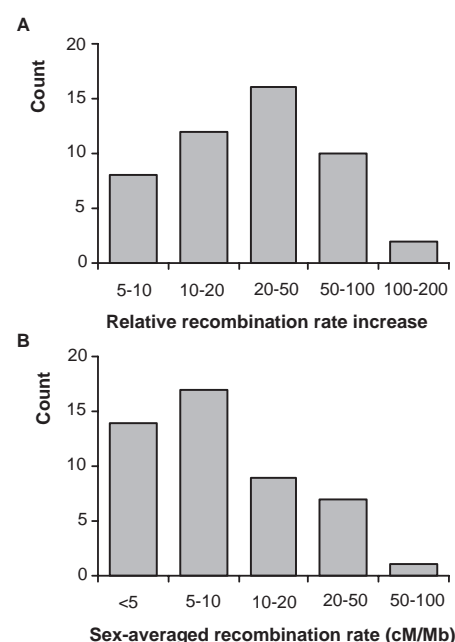 A
20
15
10
5
0
Count
5-10 10-20 20-50 50-100 100-200
Relative recombination rate increase
B
20
15
10
5
0
Count
<5 5-10 10-20 20-50 50-100
Sex-averaged recombination rate (cM/Mb)